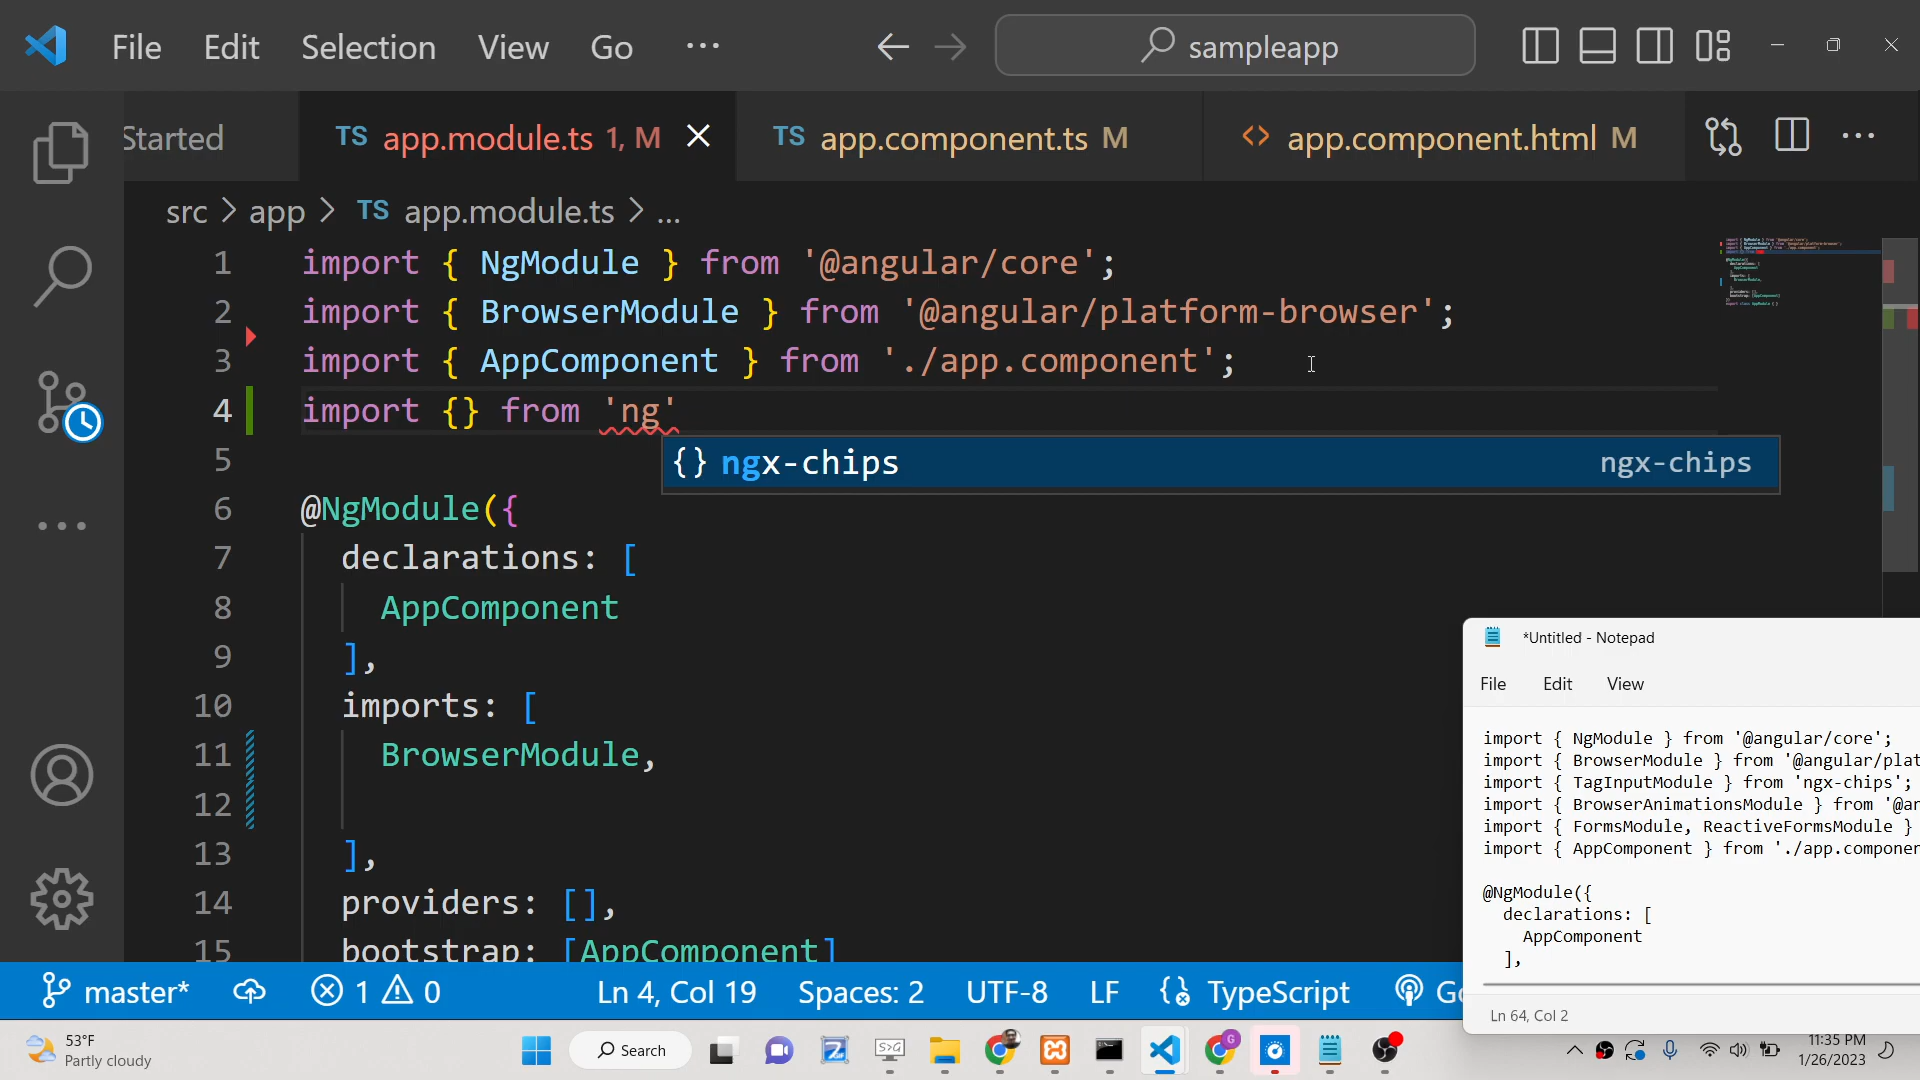 File Edit Selection View Go ... sampleapp
Started TS app.module.ts 1, M TS app.component.ts M <> app.component.html M
src > app > TS app.module.ts > ...
1 import { NgModule } from '@angular/core';
2 import { BrowserModule } from '@angular/platform-browser';
3 import { AppComponent } from './app.component';
4 import {} from 'ng'
{} ngx-chips ngx-chips
5
6 @NgModule({
7 declarations: [
8 AppComponent
9 ],
10 imports: [
11 BrowserModule,
12
13 ],
14 providers: [],
15 bootstrap: [AppComponent]
master* 1 0 Ln 4, Col 19 Spaces: 2 UTF-8 LF {} TypeScript
*Untitled - Notepad
File Edit View
import { NgModule } from '@angular/core';
import { BrowserModule } from '@angular/plat
import { TagInputModule } from 'ngx-chips';
import { BrowserAnimationsModule } from '@an
import { FormsModule, ReactiveFormsModule }
import { AppComponent } from './app.componen
@NgModule({
declarations: [
AppComponent
],
Ln 64, Col 2
53°F
Partly cloudy
Search
11:35 PM
1/26/2023